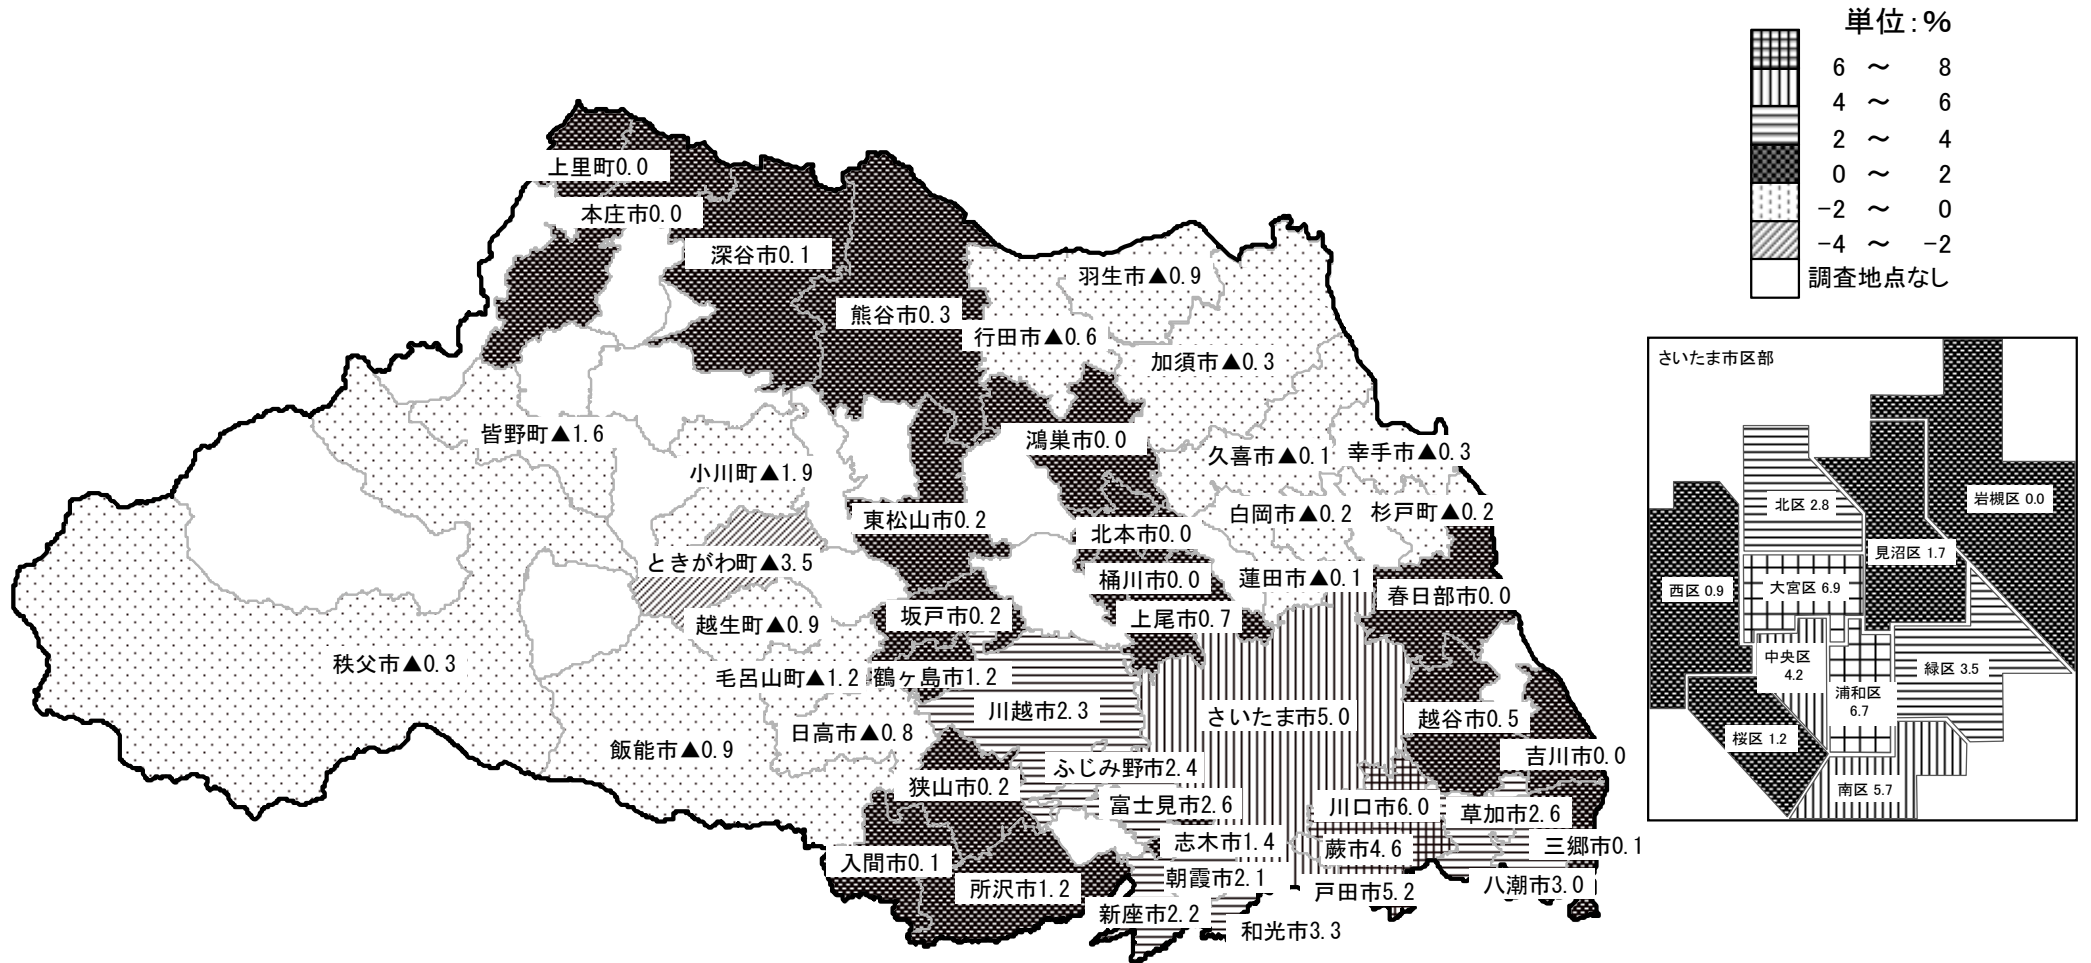 単位:%
6 ～ 8
4 ～ 6
2 ～ 4
0 ～ 2
-2 ～ 0
-4 ～ -2
調査地点なし
上里町0.0
本庄市0.0
深谷市0.1
熊谷市0.3
羽生市▲0.9
行田市▲0.6
加須市▲0.3
皆野町▲1.6
小川町▲1.9
鴻巣市0.0
久喜市▲0.1
幸手市▲0.3
東松山市0.2
北本市0.0
白岡市▲0.2
杉戸町▲0.2
ときがわ町▲3.5
桶川市0.0
蓮田市▲0.1
春日部市0.0
越生町▲0.9
坂戸市0.2
上尾市0.7
秩父市▲0.3
毛呂山町▲1.2
鶴ヶ島市1.2
川越市2.3
さいたま市5.0
越谷市0.5
飯能市▲0.9
日高市▲0.8
吉川市0.0
狭山市0.2
ふじみ野市2.4
富士見市2.6
川口市6.0
草加市2.6
志木市1.4
蕨市4.6
三郷市0.1
入間市0.1
所沢市1.2
朝霞市2.1
戸田市5.2
八潮市3.0
新座市2.2
和光市3.3
さいたま市区部
北区 2.8
岩槻区 0.0
見沼区 1.7
西区 0.9
大宮区 6.9
中央区
4.2
緑区 3.5
浦和区
6.7
桜区 1.2
南区 5.7